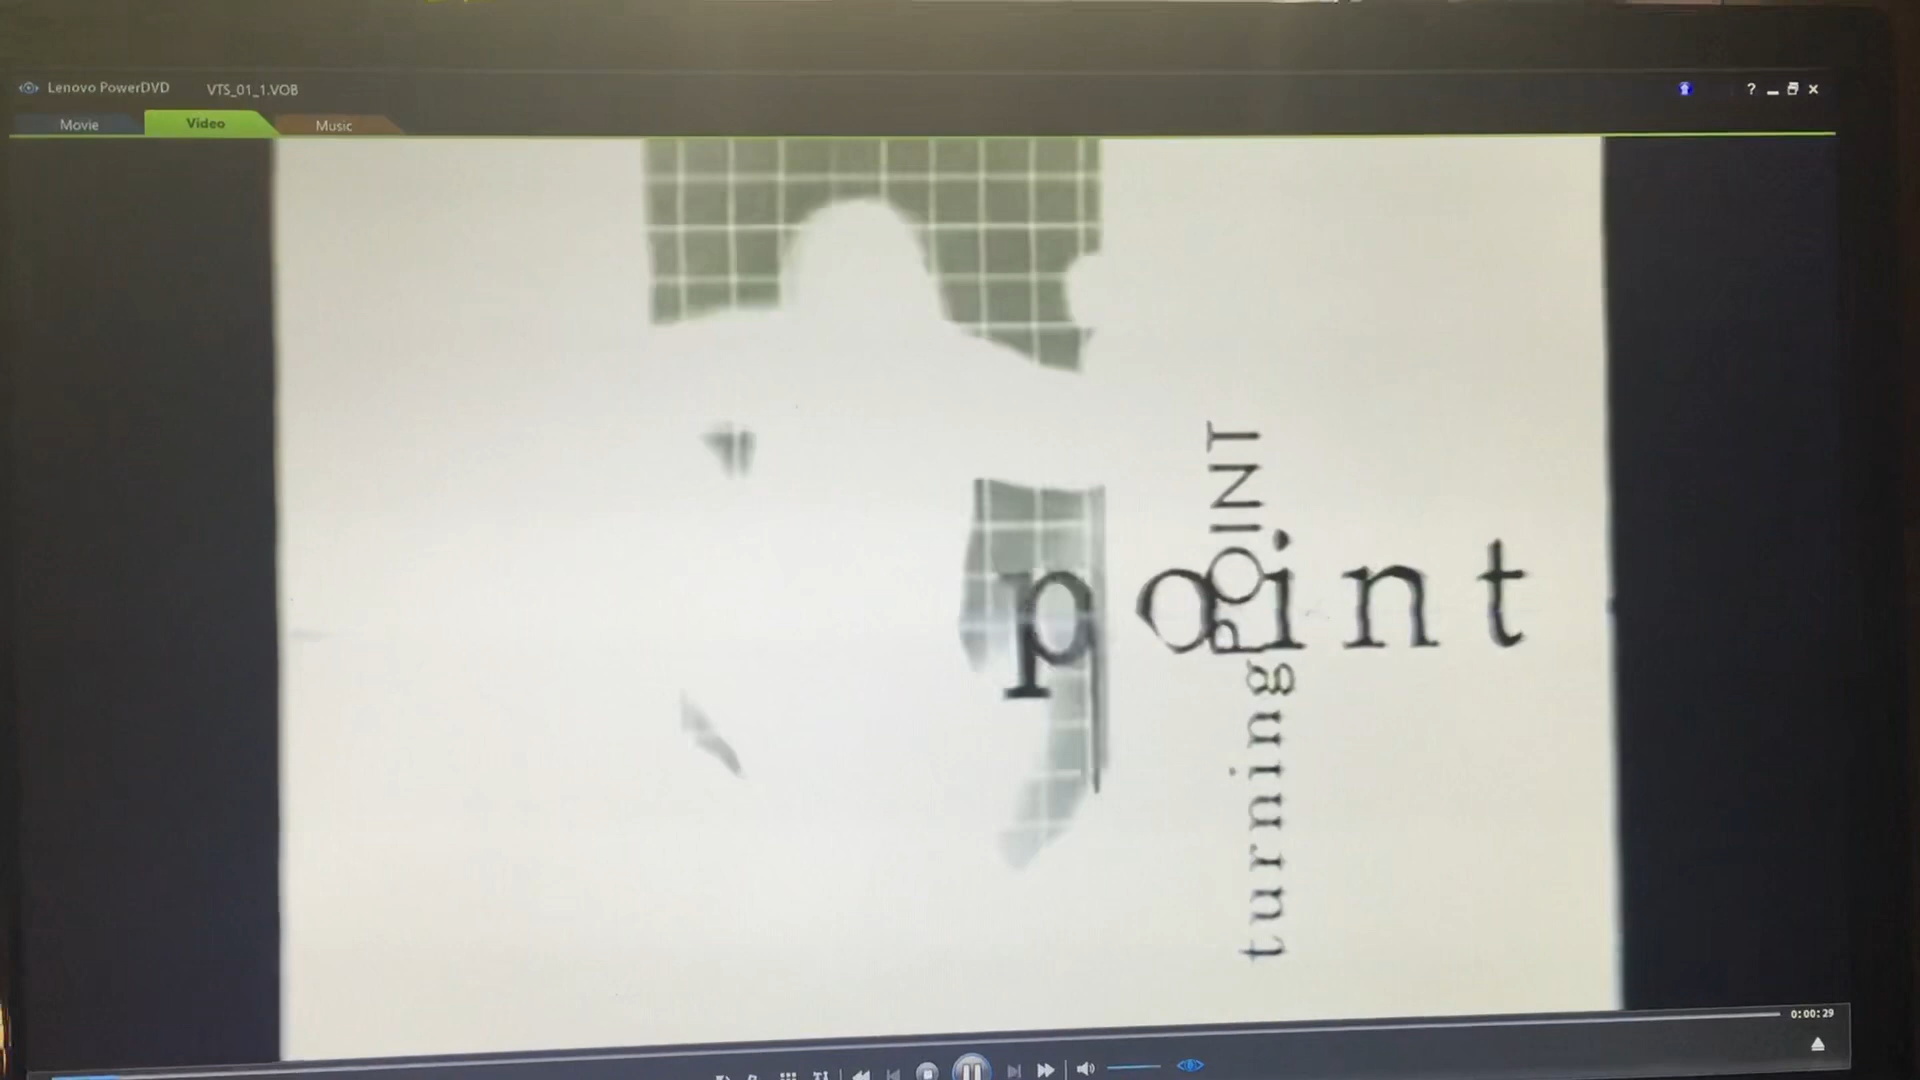 Lenovo PowerDVD
VTS_01_1.VOB
Movie
Video
Music
point
POINT
turning
0:00:29